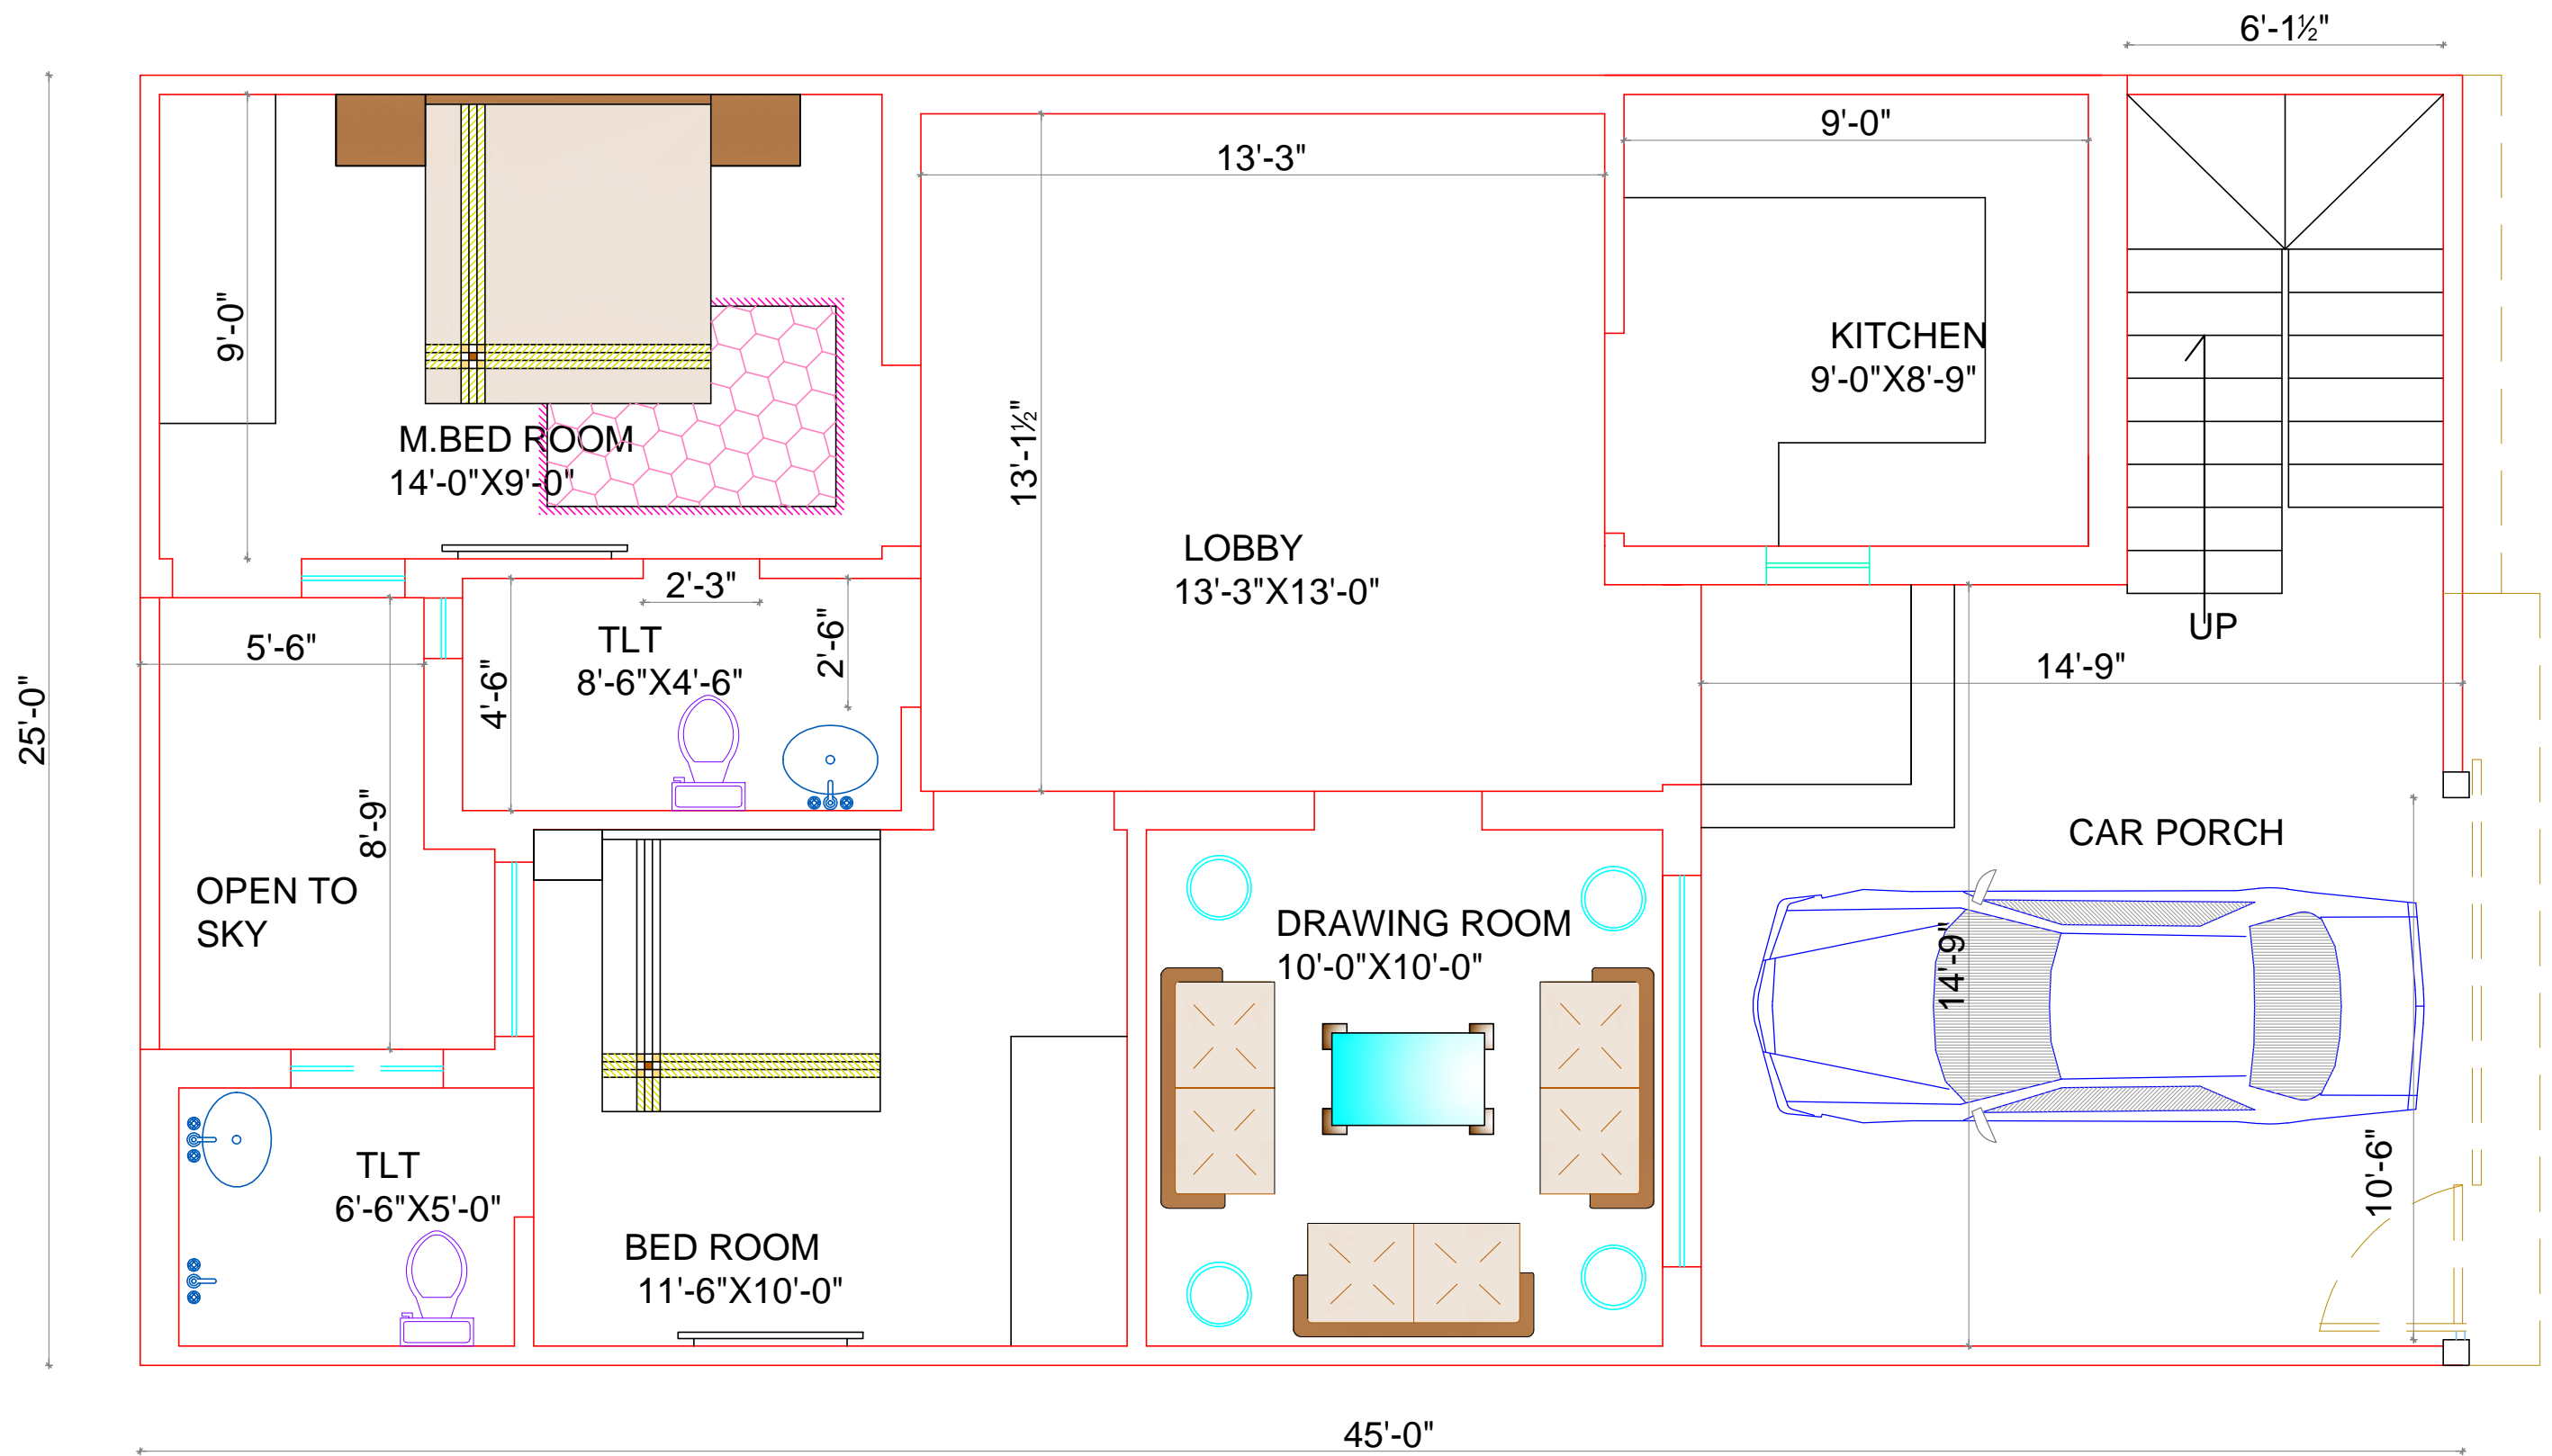 6'-1½"
9'-0"
13'-3"
9'-0"
M.BED ROOM
14'-0"X9'-0"
13'-1½"
KITCHEN
9'-0"X8'-9"
LOBBY
13'-3"X13'-0"
2'-3"
5'-6"
TLT
8'-6"X4'-6"
2'-6"
4'-6"
UP
14'-9"
25'-0"
8'-9"
CAR PORCH
OPEN TO
SKY
DRAWING ROOM
10'-0"X10'-0"
14'-9"
TLT
6'-6"X5'-0"
10'-6"
BED ROOM
11'-6"X10'-0"
45'-0"